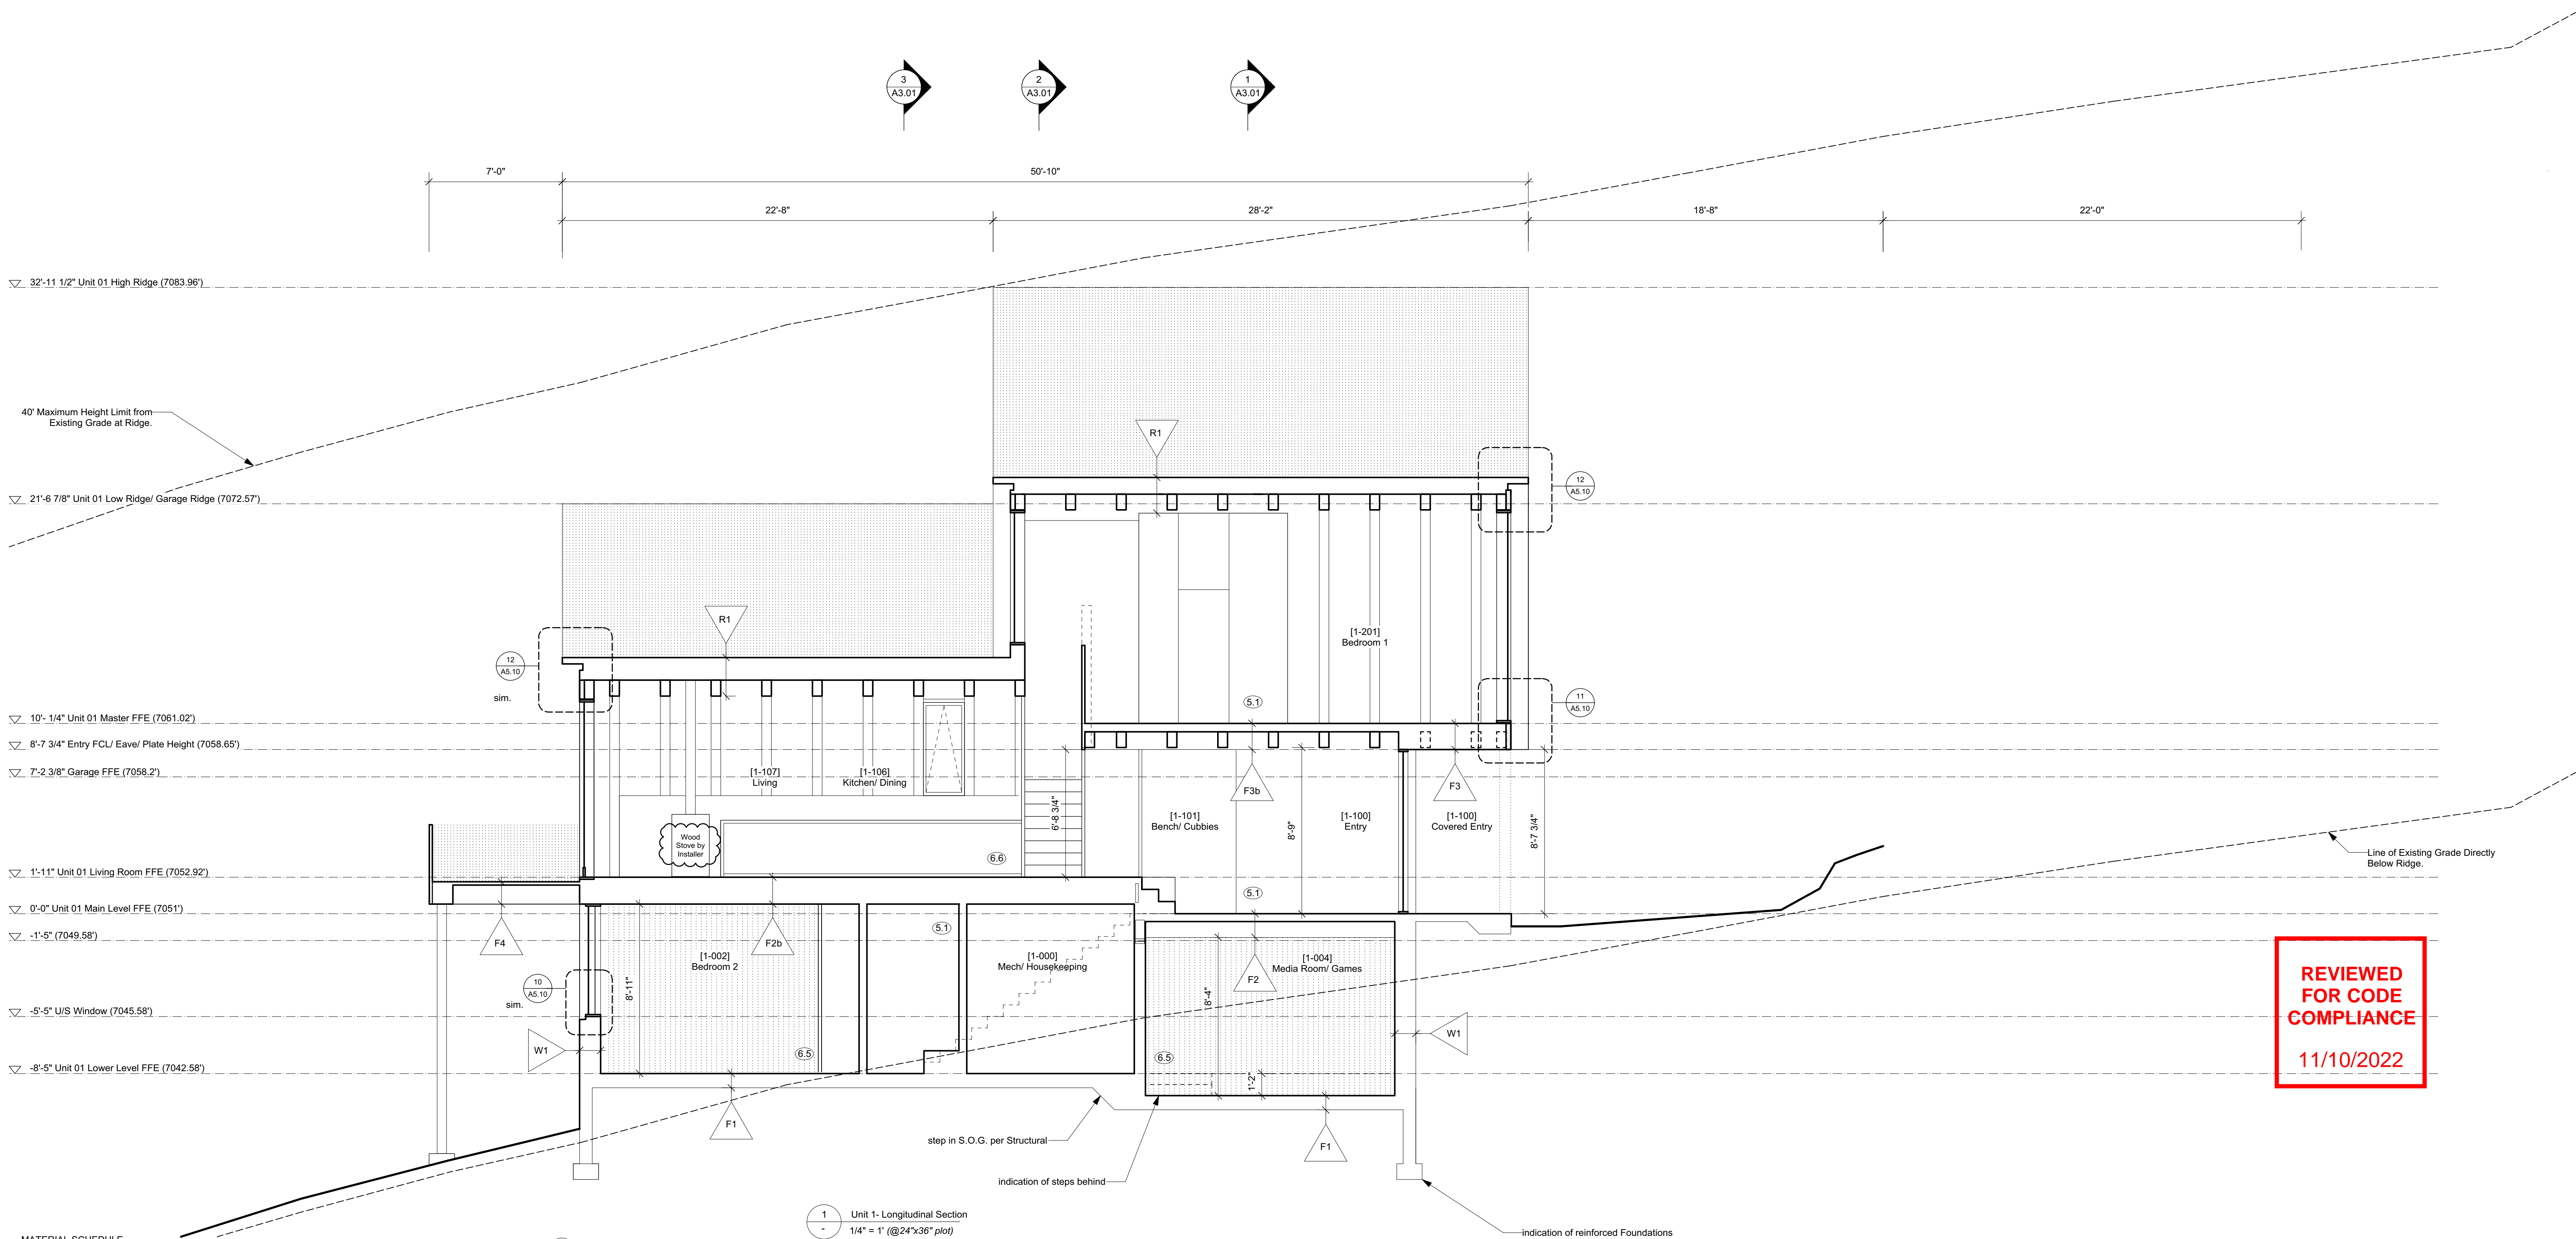 3
A3.01
2
A3.01
1
A3.01
7'-0"
50'-10"
22'-8"
28'-2"
18'-8"
22'-0"
32'-11 1/2" Unit 01 High Ridge (7083.96')
40' Maximum Height Limit from
Existing Grade at Ridge.
R1
12
A5.10
21'-6 7/8" Unit 01 Low Ridge/ Garage Ridge (7072.57')
R1
[1-201]
Bedroom 1
12
A5.10
sim.
5.1
11
A5.10
10'- 1/4" Unit 01 Master FFE (7061.02')
8'-7 3/4" Entry FCL/ Eave/ Plate Height (7058.65')
7'-2 3/8" Garage FFE (7058.2')
[1-107]
Living
[1-106]
Kitchen/ Dining
F3b
F3
6'-8 3/4"
[1-101]
Bench/ Cubbies
8'-9"
[1-100]
Entry
[1-100]
Covered Entry
8'-7 3/4"
Wood
Stove by
Installer
6.6
Line of Existing Grade Directly
Below Ridge.
1'-11" Unit 01 Living Room FFE (7052.92')
5.1
0'-0" Unit 01 Main Level FFE (7051')
-1'-5" (7049.58')
F4
F2b
5.1
[1-002]
Bedroom 2
[1-000]
Mech/ Housekeeping
[1-004]
Media Room/ Games
F2
8'-11"
8'-4"
10
A5.10
sim.
-5'-5" U/S Window (7045.58')
W1
W1
6.5
6.5
1'-2"
-8'-5" Unit 01 Lower Level FFE (7042.58')
REVIEWED
FOR CODE
COMPLIANCE
11/10/2022
F1
F1
step in S.O.G. per Structural
indication of steps behind
indication of reinforced Foundations
1
-
Unit 1- Longitudinal Section
1/4" = 1' (@24"x36" plot)
MATERIAL SCHEDULE